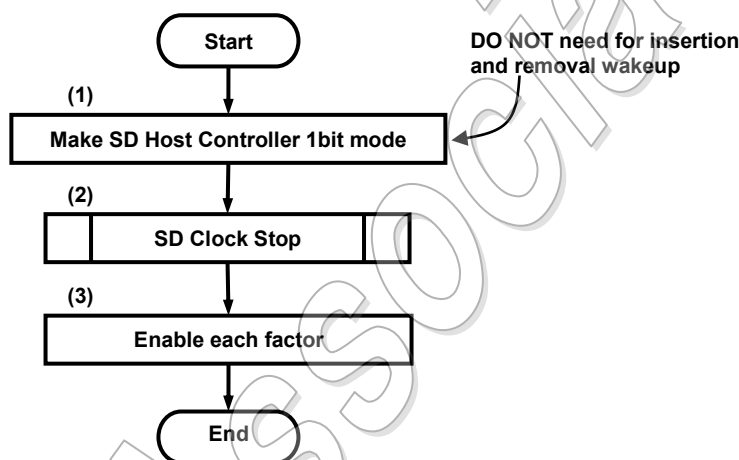 Start
DO NOT need for insertion
and removal wakeup
(1)
Make SD Host Controller 1bit mode
(2)
SD Clock Stop
(3)
Enable each factor
End